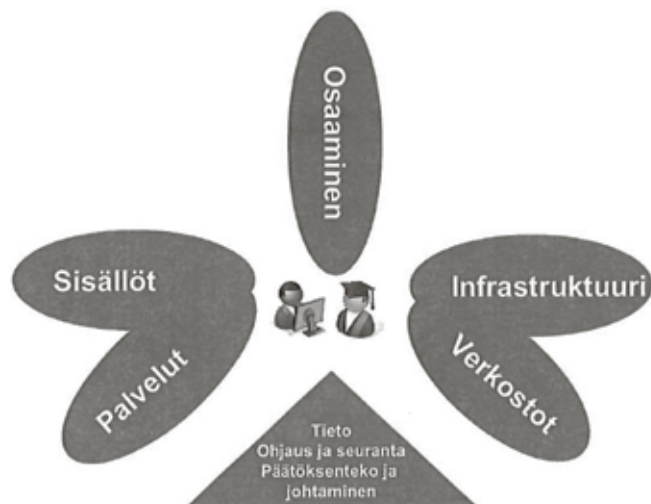 Osaaminen
Sisällöt
Palvelut
Infrastruktuuri
Verkostot
Tieto
Ohjaus ja seuranta
Päätöksenteko ja
johtaminen